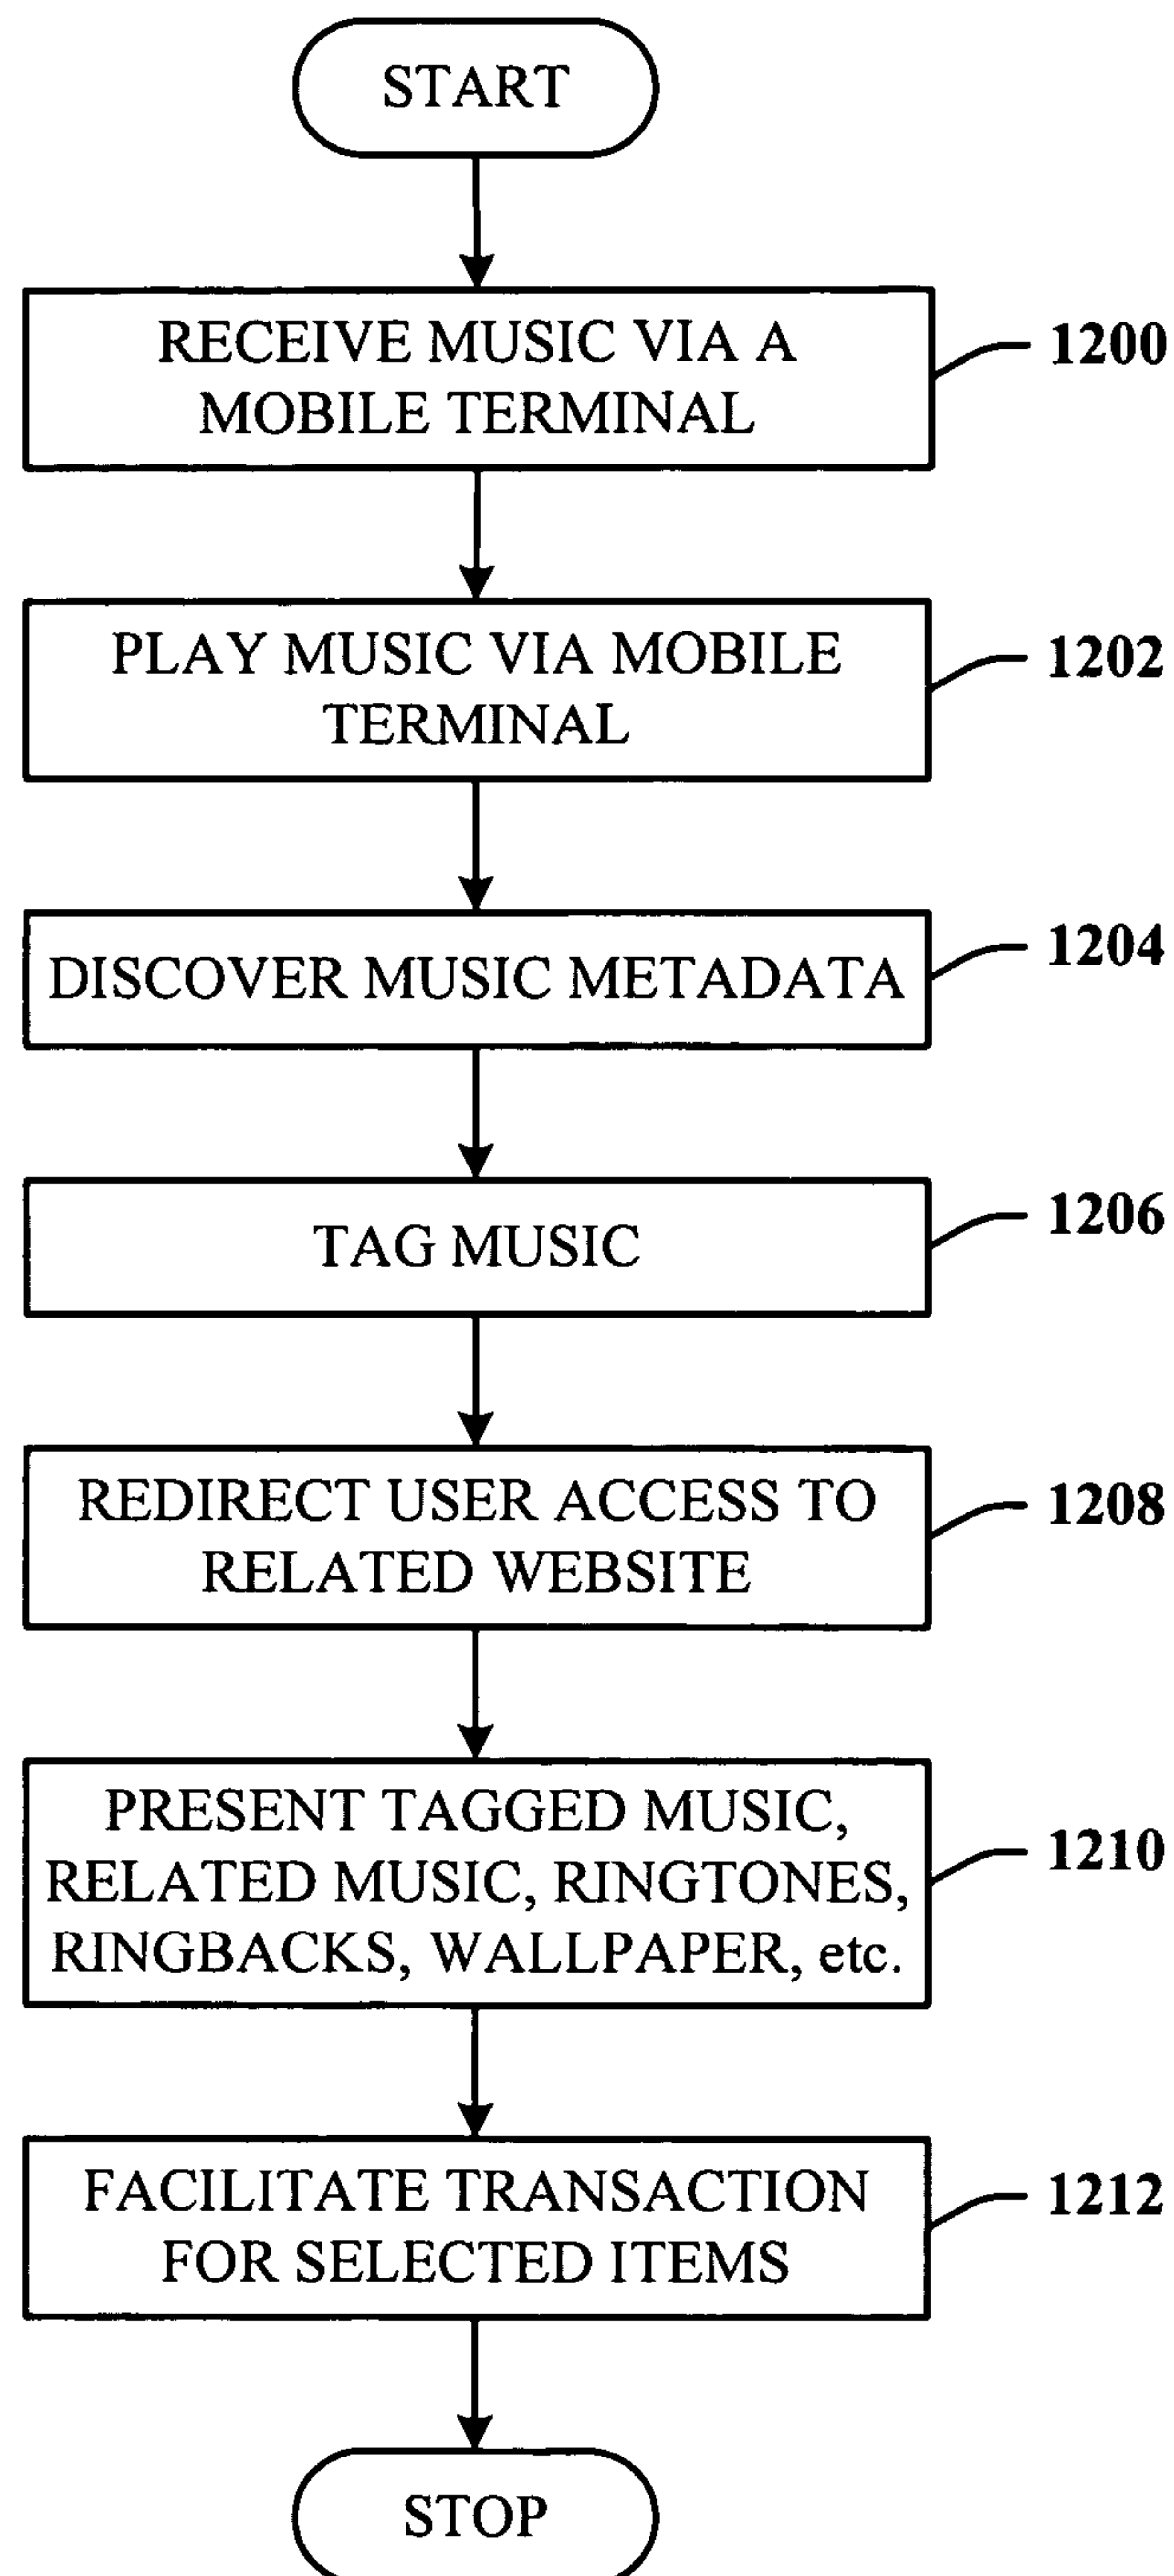 START
RECEIVE MUSIC VIA A
MOBILE TERMINAL
1200
PLAY MUSIC VIA MOBILE
TERMINAL
1202
DISCOVER MUSIC METADATA
1204
TAG MUSIC
1206
REDIRECT USER ACCESS TO
RELATED WEBSITE
1208
PRESENT TAGGED MUSIC,
RELATED MUSIC, RINGTONES,
RINGBACKS, WALLPAPER, etc.
1210
FACILITATE TRANSACTION
FOR SELECTED ITEMS
1212
STOP